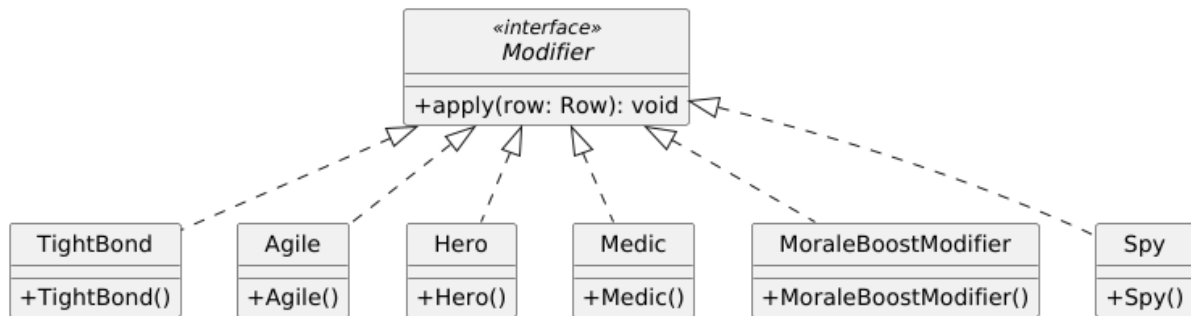 «interface»
Modifier
+apply(row: Row): void
TightBond
+TightBond()
Agile
+Agile()
Hero
+Hero()
Medic
+Medic()
MoraleBoostModifier
+MoraleBoostModifier()
Spy
+Spy()